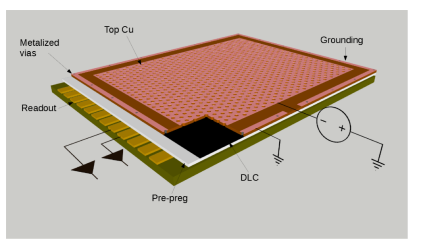 Top Cu
Grounding
Metalized
vias
Readout
DLC
Pre-preg